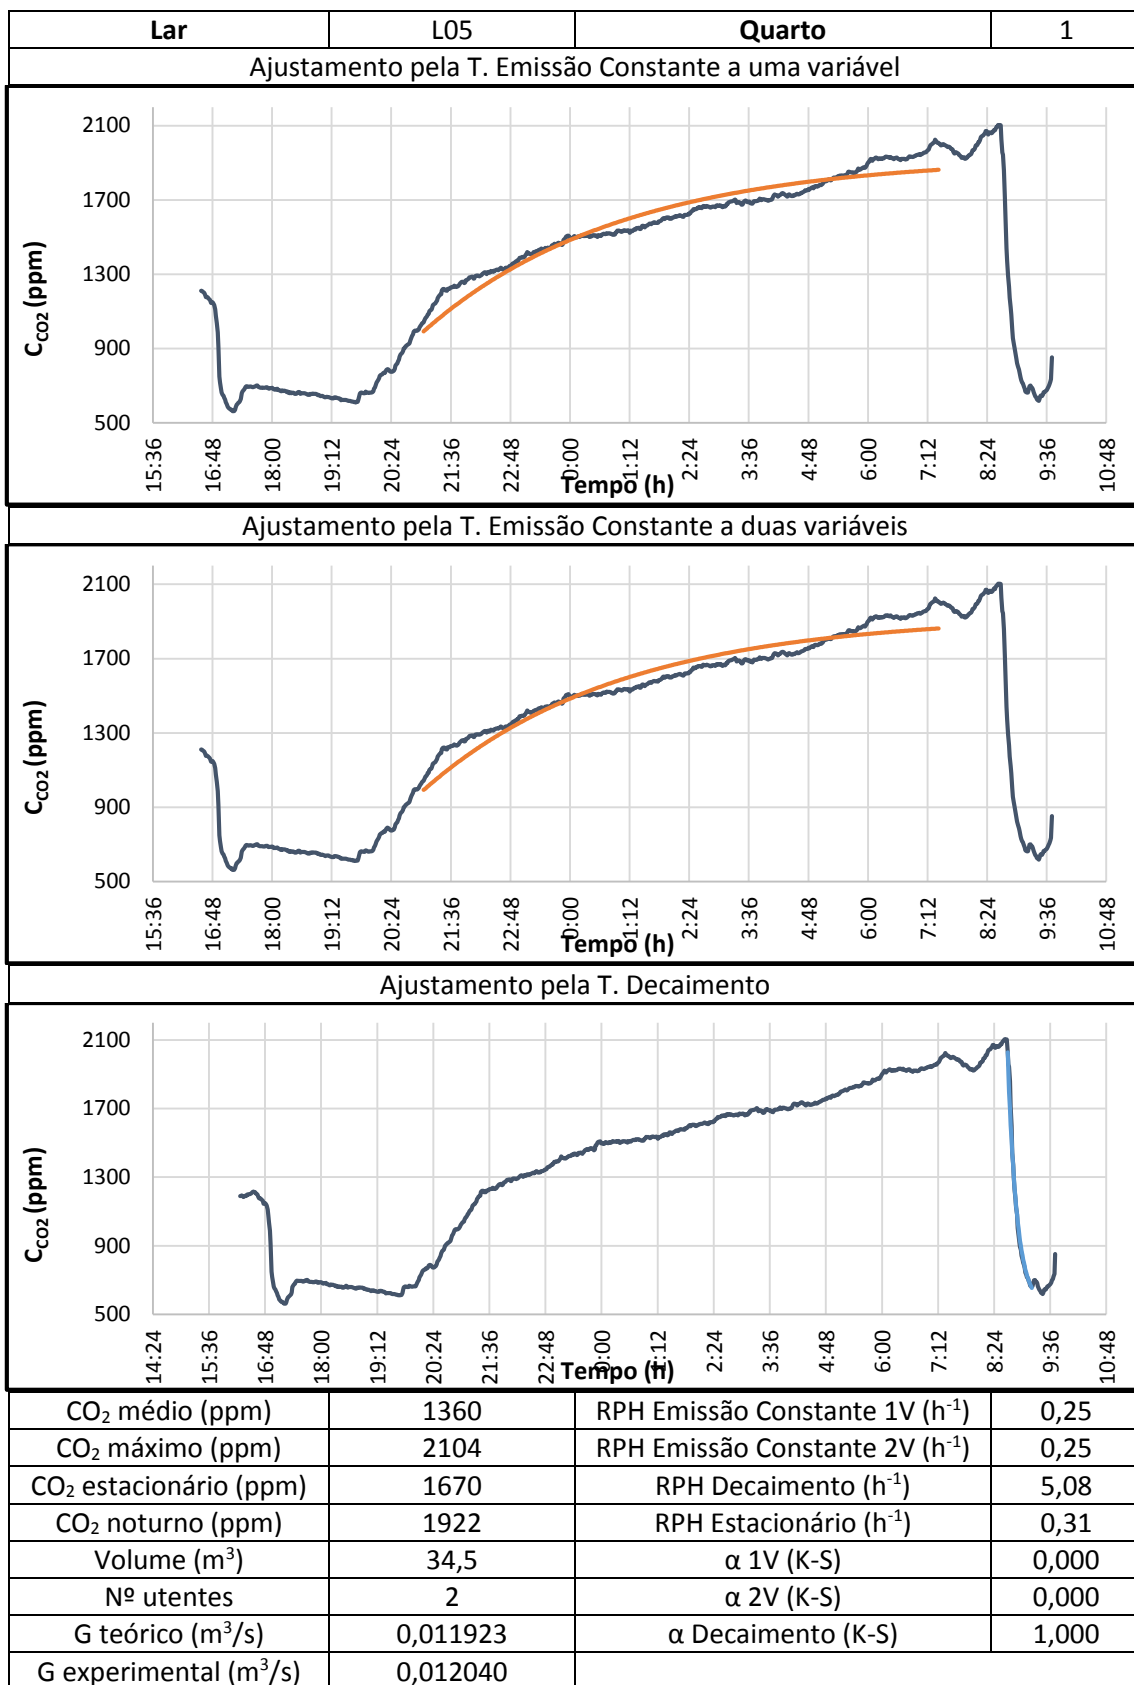 Lar L05 Quarto 1
Ajustamento pela T. Emissão Constante a uma variável
2100
1700
1300
900
500
C_CO2 (ppm)
15:36 16:48 18:00 19:12 20:24 21:36 22:48 0:00 1:12 2:24 3:36 4:48 6:00 7:12 8:24 9:36 10:48
Tempo (h)
Ajustamento pela T. Emissão Constante a duas variáveis
2100
1700
1300
900
500
C_CO2 (ppm)
15:36 16:48 18:00 19:12 20:24 21:36 22:48 0:00 1:12 2:24 3:36 4:48 6:00 7:12 8:24 9:36 10:48
Tempo (h)
Ajustamento pela T. Decaimento
2100
1700
1300
900
500
C_CO2 (ppm)
14:24 15:36 16:48 18:00 19:12 20:24 21:36 22:48 0:00 1:12 2:24 3:36 4:48 6:00 7:12 8:24 9:36 10:48
Tempo (h)
CO₂ médio (ppm) 1360 RPH Emissão Constante 1V (h⁻¹) 0,25
CO₂ máximo (ppm) 2104 RPH Emissão Constante 2V (h⁻¹) 0,25
CO₂ estacionário (ppm) 1670 RPH Decaimento (h⁻¹) 5,08
CO₂ noturno (ppm) 1922 RPH Estacionário (h⁻¹) 0,31
Volume (m³) 34,5 α 1V (K-S) 0,000
Nº utentes 2 α 2V (K-S) 0,000
G teórico (m³/s) 0,011923 α Decaimento (K-S) 1,000
G experimental (m³/s) 0,012040